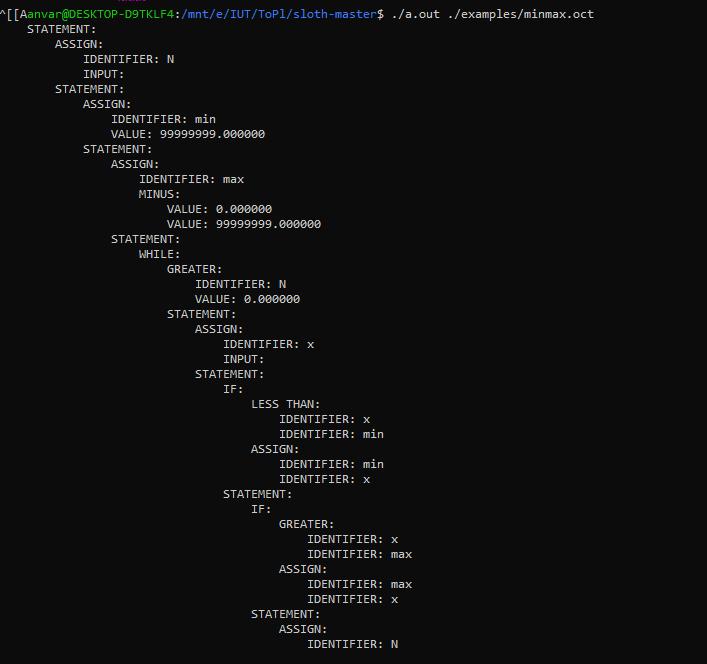 ^[[Aanvar@DESKTOP-D9TKLF4:/mnt/e/IUT/ToPl/sloth-master$ ./a.out ./examples/minmax.oct
STATEMENT:
ASSIGN:
IDENTIFIER: N
INPUT:
STATEMENT:
ASSIGN:
IDENTIFIER: min
VALUE: 99999999.000000
STATEMENT:
ASSIGN:
IDENTIFIER: max
MINUS:
VALUE: 0.000000
VALUE: 99999999.000000
STATEMENT:
WHILE:
GREATER:
IDENTIFIER: N
VALUE: 0.000000
STATEMENT:
ASSIGN:
IDENTIFIER: x
INPUT:
STATEMENT:
IF:
LESS THAN:
IDENTIFIER: x
IDENTIFIER: min
ASSIGN:
IDENTIFIER: min
IDENTIFIER: x
STATEMENT:
IF:
GREATER:
IDENTIFIER: x
IDENTIFIER: max
ASSIGN:
IDENTIFIER: max
IDENTIFIER: x
STATEMENT:
ASSIGN:
IDENTIFIER: N